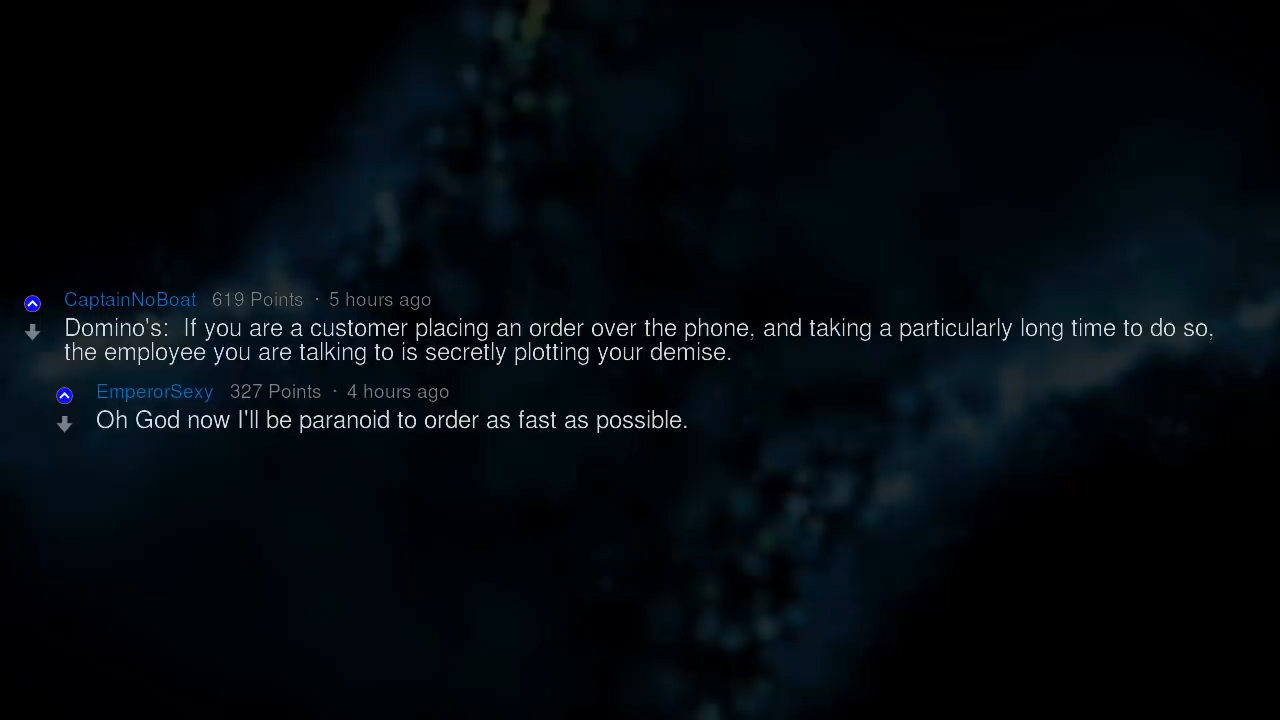 CaptainNoBoat 619 Points · 5 hours ago
Domino's:  If you are a customer placing an order over the phone, and taking a particularly long time to do so,
the employee you are talking to is secretly plotting your demise.
EmperorSexy 327 Points · 4 hours ago
Oh God now I'll be paranoid to order as fast as possible.